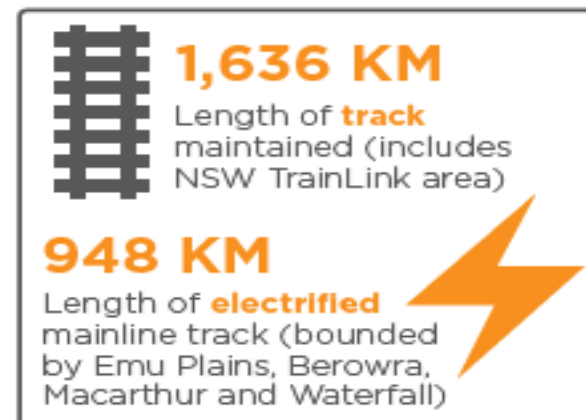 1,636 KM
Length of track
maintained (includes
NSW TrainLink area)
948 KM
Length of electrified
mainline track (bounded
by Emu Plains, Berowra,
Macarthur and Waterfall)